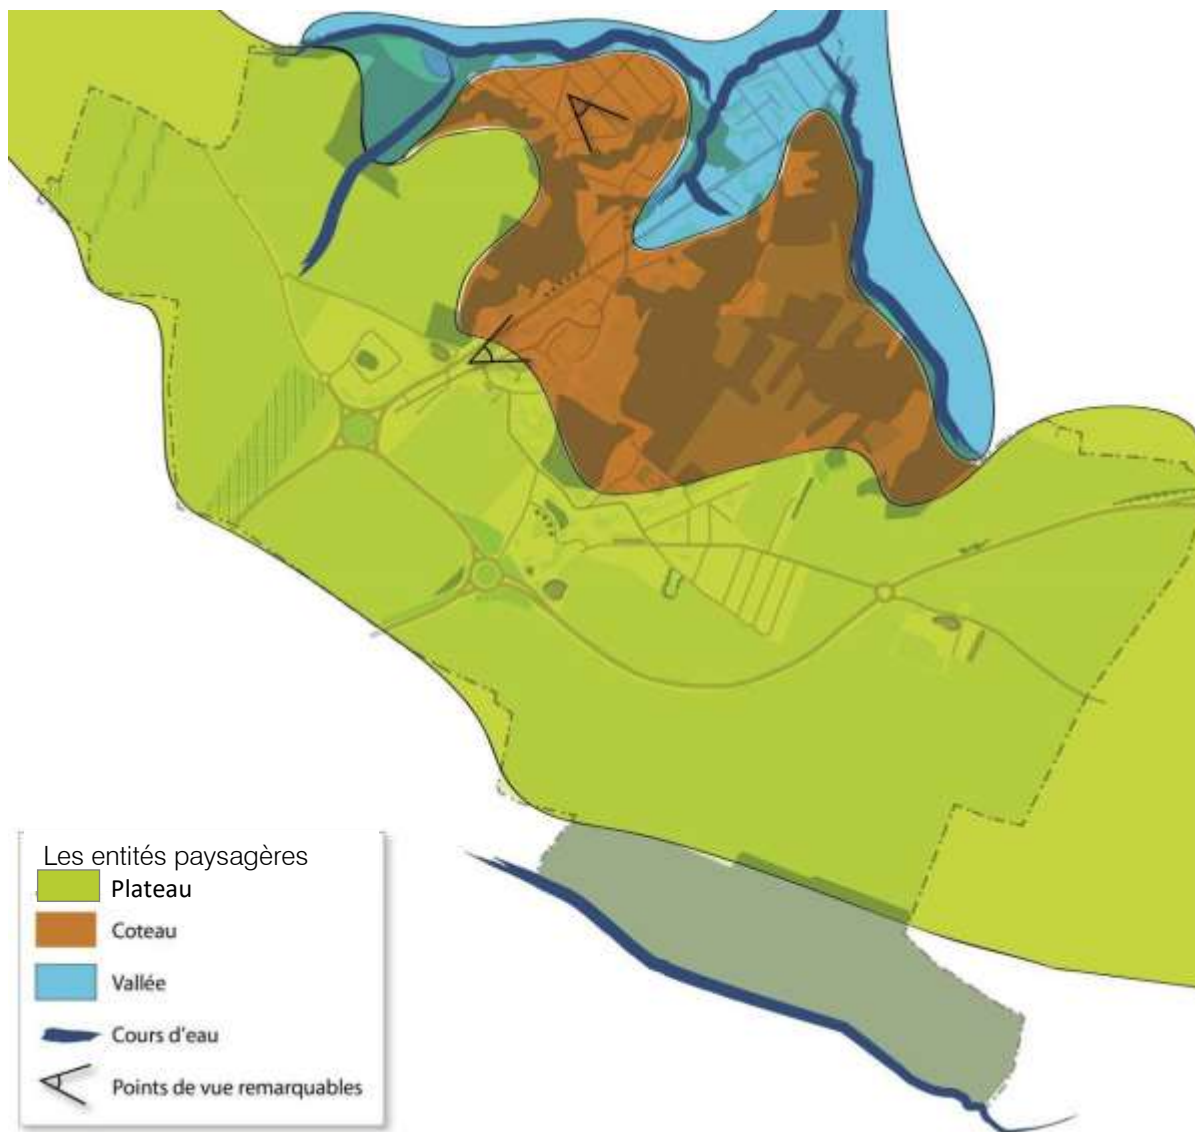 Les entités paysagères
Plateau
Coteau
Vallée
Cours d'eau
Points de vue remarquables